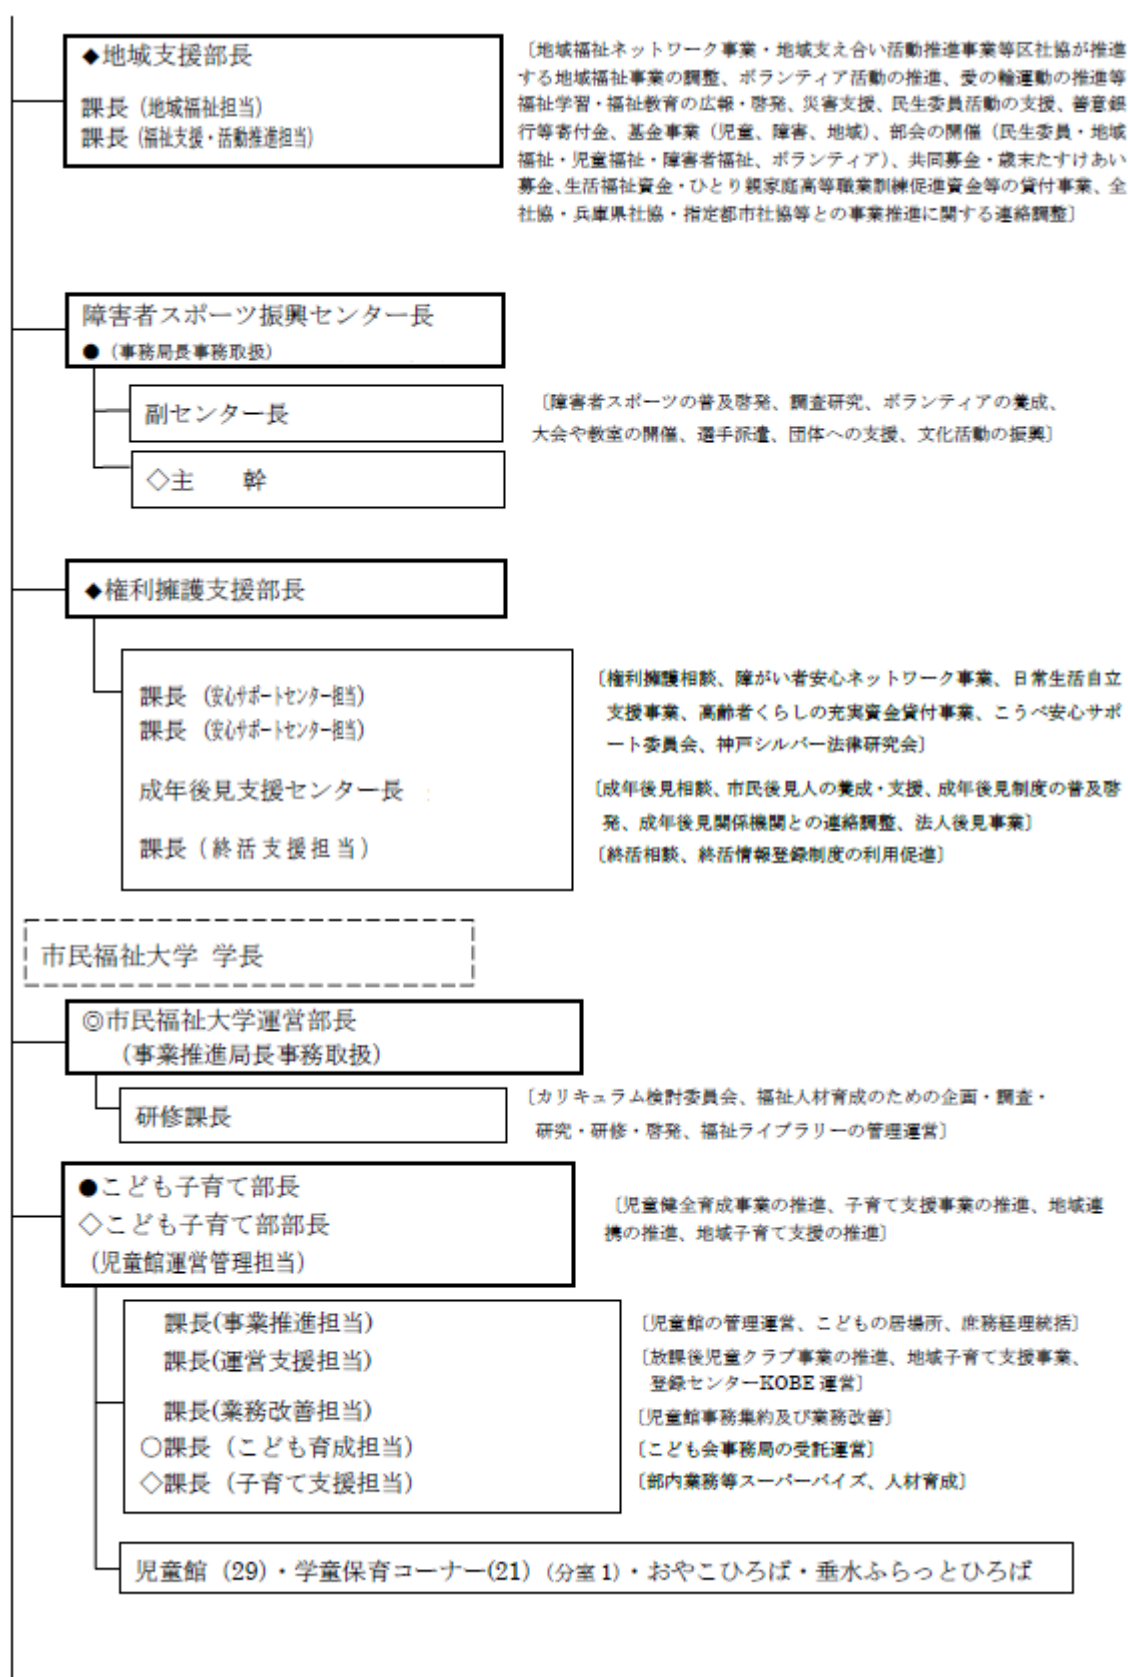 ◆地域支援部長
課長（地域福祉担当）
課長（福祉支援・活動推進担当）
〔地域福祉ネットワーク事業・地域支え合い活動推進事業等区社協が推進
する地域福祉事業の調整、ボランティア活動の推進、愛の輪運動の推進等
福祉学習・福祉教育の広報・啓発、災害支援、民生委員活動の支援、善意銀
行等寄付金、基金事業（児童、障害、地域）、部会の開催（民生委員・地域
福祉・児童福祉・障害者福祉、ボランティア）、共同募金・歳末たすけあい
募金、生活福祉資金・ひとり親家庭高等職業訓練促進資金等の貸付事業、全
社協・兵庫県社協・指定都市社協等との事業推進に関する連絡調整〕
障害者スポーツ振興センター長
●（事務局長事務取扱）
副センター長
〔障害者スポーツの普及啓発、調査研究、ボランティアの養成、
大会や教室の開催、選手派遣、団体への支援、文化活動の振興〕
◇主　幹
◆権利擁護支援部長
課長（安心サポートセンター担当）
課長（安心サポートセンター担当）
〔権利擁護相談、障がい者安心ネットワーク事業、日常生活自立
支援事業、高齢者くらしの充実資金貸付事業、こうべ安心サポ
ート委員会、神戸シルバー法律研究会〕
成年後見支援センター長
〔成年後見相談、市民後見人の養成・支援、成年後見制度の普及啓
発、成年後見関係機関との連絡調整、法人後見事業〕
課長（終活支援担当）
〔終活相談、終活情報登録制度の利用促進〕
市民福祉大学 学長
◎市民福祉大学運営部長
（事業推進局長事務取扱）
研修課長
〔カリキュラム検討委員会、福祉人材育成のための企画・調査・
研究・研修・啓発、福祉ライブラリーの管理運営〕
●こども子育て部長
◇こども子育て部部長
（児童館運営管理担当）
〔児童健全育成事業の推進、子育て支援事業の推進、地域連
携の推進、地域子育て支援の推進〕
課長(事業推進担当)
〔児童館の管理運営、こどもの居場所、庶務経理統括〕
課長(運営支援担当)
〔放課後児童クラブ事業の推進、地域子育て支援事業、
登録センターKOBE 運営〕
課長(業務改善担当)
〔児童館事務集約及び業務改善〕
○課長（こども育成担当）
〔こども会事務局の受託運営〕
◇課長（子育て支援担当）
〔部内業務等スーパーバイズ、人材育成〕
児童館（29）・学童保育コーナー(21)（分室1）・おやこひろば・垂水ふらっとひろば